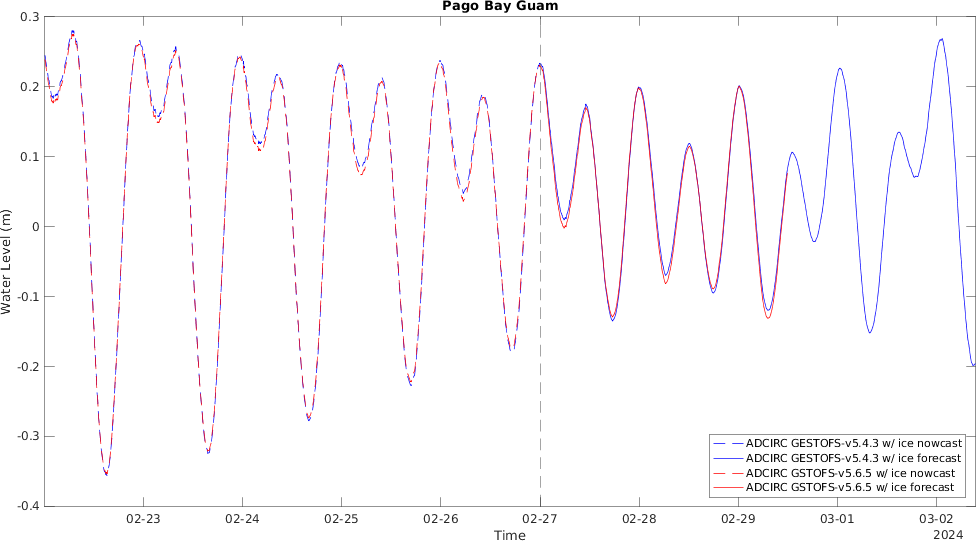 Pago Bay Guam
0.3
0.2
0.1
0
-0.1
-0.2
-0.3
-0.4
Water Level (m)
02-23 02-24 02-25 02-26 02-27 02-28 02-29 03-01 03-02
Time
2024
ADCIRC GESTOFS-v5.4.3 w/ ice nowcast
ADCIRC GESTOFS-v5.4.3 w/ ice forecast
ADCIRC GSTOFS-v5.6.5 w/ ice nowcast
ADCIRC GSTOFS-v5.6.5 w/ ice forecast